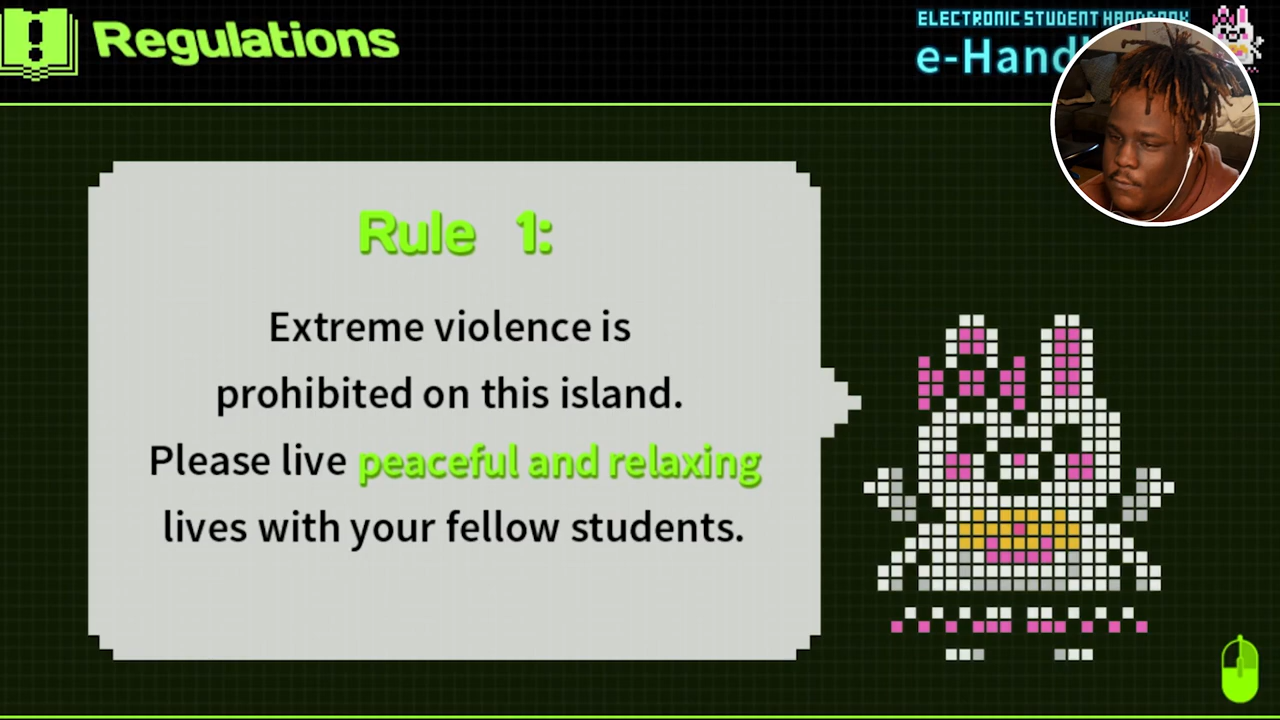 Regulations
ELECTRONIC STUDENT HANDBOOK
Rule 1:
Extreme violence is
prohibited on this island.
Please live peaceful and relaxing
lives with your fellow students.